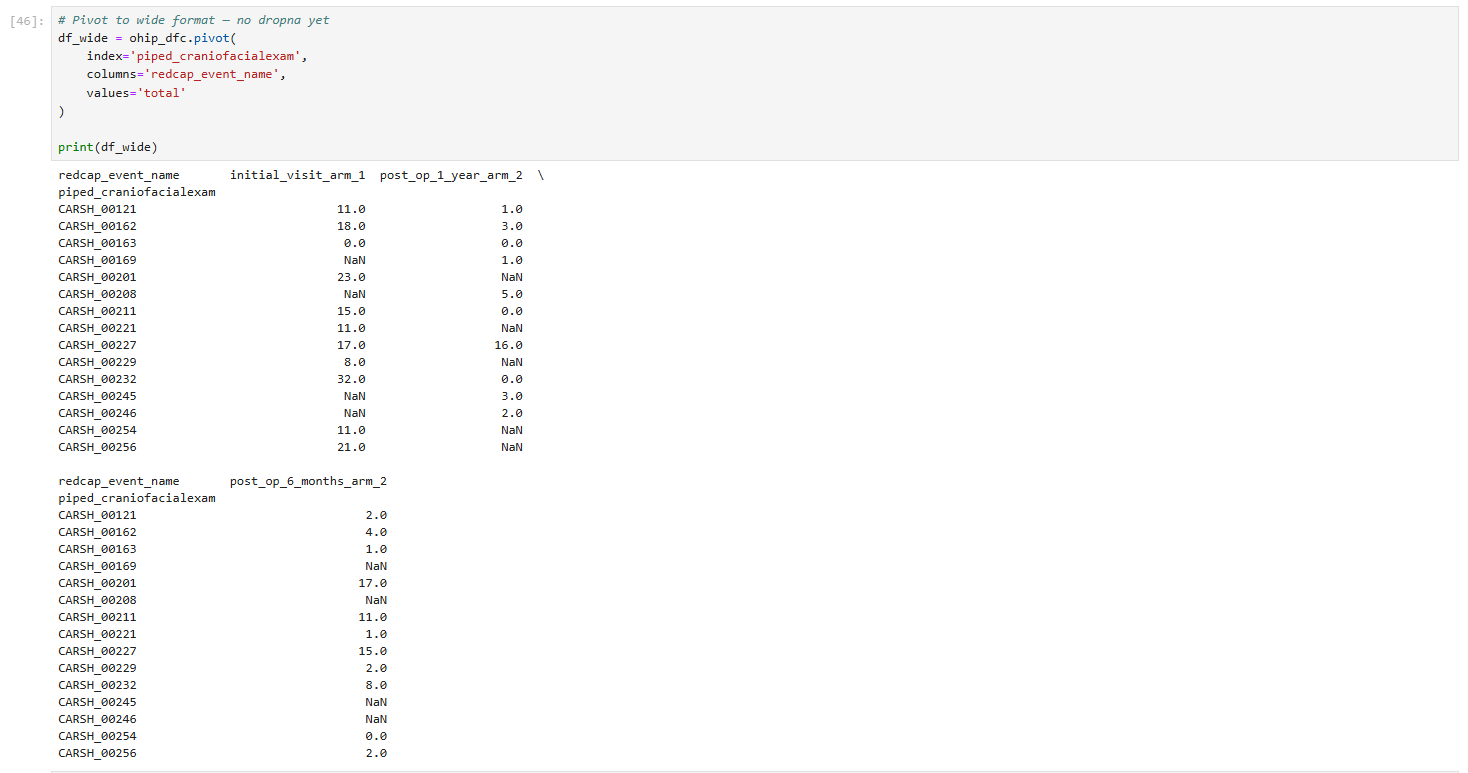 [46]: # Pivot to wide format — no dropna yet
df_wide = ohip_dfc.pivot(
    index='piped_craniofacialexam',
    columns='redcap_event_name',
    values='total'
)
print(df_wide)
redcap_event_name       initial_visit_arm_1  post_op_1_year_arm_2  \
piped_craniofacialexam
CARSH_00121                            11.0                   1.0
CARSH_00162                            18.0                   3.0
CARSH_00163                             0.0                   0.0
CARSH_00169                             NaN                   1.0
CARSH_00201                            23.0                   NaN
CARSH_00208                             NaN                   5.0
CARSH_00211                            15.0                   0.0
CARSH_00221                            11.0                   NaN
CARSH_00227                            17.0                  16.0
CARSH_00229                             8.0                   NaN
CARSH_00232                            32.0                   0.0
CARSH_00245                             NaN                   3.0
CARSH_00246                             NaN                   2.0
CARSH_00254                            11.0                   NaN
CARSH_00256                            21.0                   NaN
redcap_event_name       post_op_6_months_arm_2
piped_craniofacialexam
CARSH_00121                                2.0
CARSH_00162                                4.0
CARSH_00163                                1.0
CARSH_00169                                NaN
CARSH_00201                               17.0
CARSH_00208                                NaN
CARSH_00211                               11.0
CARSH_00221                                1.0
CARSH_00227                               15.0
CARSH_00229                                2.0
CARSH_00232                                8.0
CARSH_00245                                NaN
CARSH_00246                                NaN
CARSH_00254                                0.0
CARSH_00256                                2.0